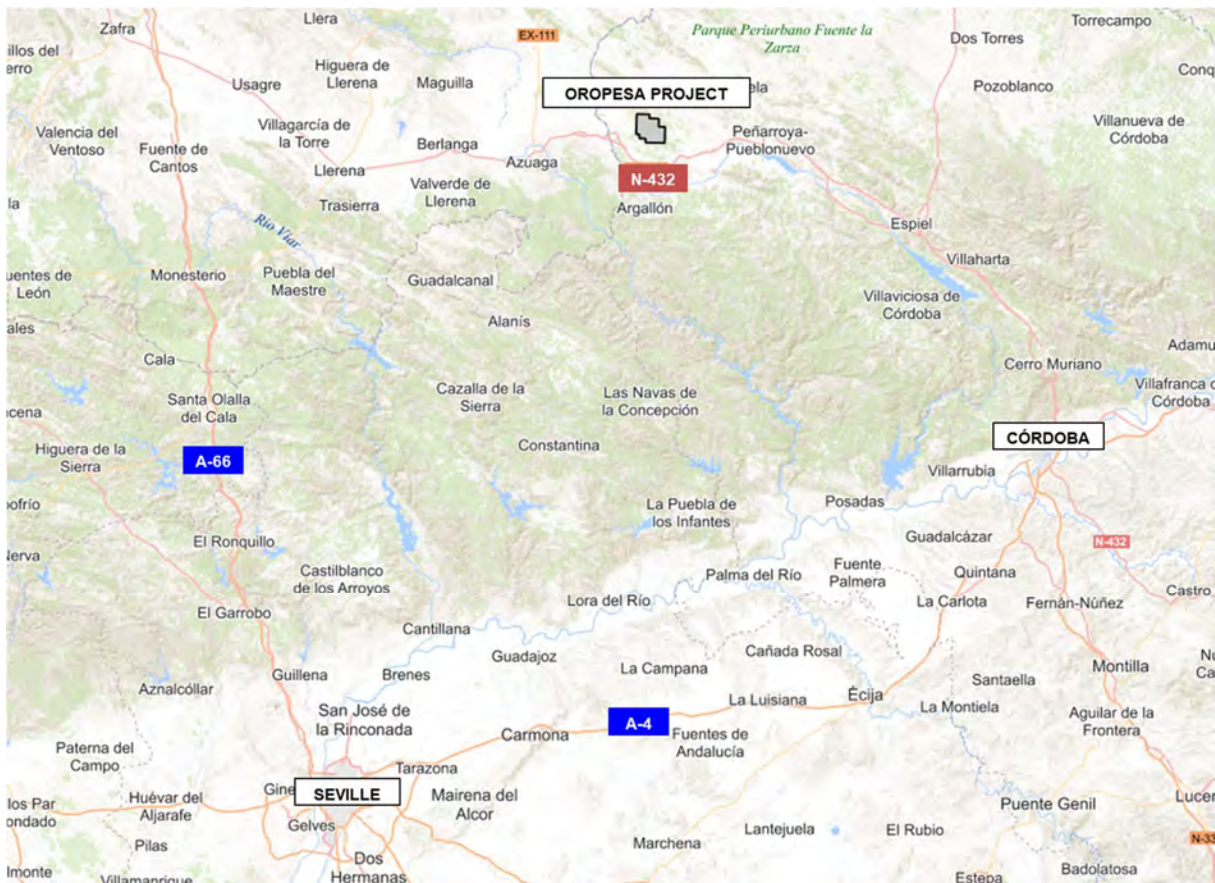 Zafra
Llera
EX-111
Parque Periurbano Fuente la
Zarza
Torrecampo
Dos Torres
Higuera de
Llerena
Maguilla
Usagre
OROPESA PROJECT
Pozoblanco
Villagarcía de
la Torre
Valencia del
Ventoso
Fuente de
Cantos
Berlanga
Azuaga
Peñarroya-
Pueblonuevo
Villanueva de
Córdoba
Llerena
Valverde de
Llerena
N-432
Trasierra
Argallón
Rio Viar
Espiel
Villaharta
Monesterio
Puebla del
Maestre
Guadalcanal
León
Villaviciosa de
Córdoba
Alanís
Cala
Cerro Muriano
Santa Olalla
del Cala
Cazalla de la
Sierra
Las Navas de
la Concepción
Villafranca
Córdoba
Higuera de la
Sierra
A-66
Constantina
CÓRDOBA
Villarrubia
La Puebla de
los Infantes
Posadas
El Ronquillo
Guadalcázar
N-432
Castilblanco
de los Arroyos
Palma del Río
Fuente
Palmera
Quintana
Castro
El Garrobo
Lora del Río
La Carlota
Fernán-Núñez
Cantillana
Guadajoz
Cañada Rosal
Guillena
Brenes
La Campana
Montilla
Aznalcóllar
Santaella
La Luisiana
Écija
La Montiela
San José de
la Rinconada
A-4
Carmona
Fuentes de
Andalucía
Aguilar de la
Frontera
Paterna del
Campo
Tarazona
SEVILLE
Huévar del
Aljarafe
Mairena del
Alcor
Puente Genil
Gelves
Lantejuela
El Rubio
Pilas
Marchena
Dos
Hermanas
Badolatosa
Estepa
Villamanrique